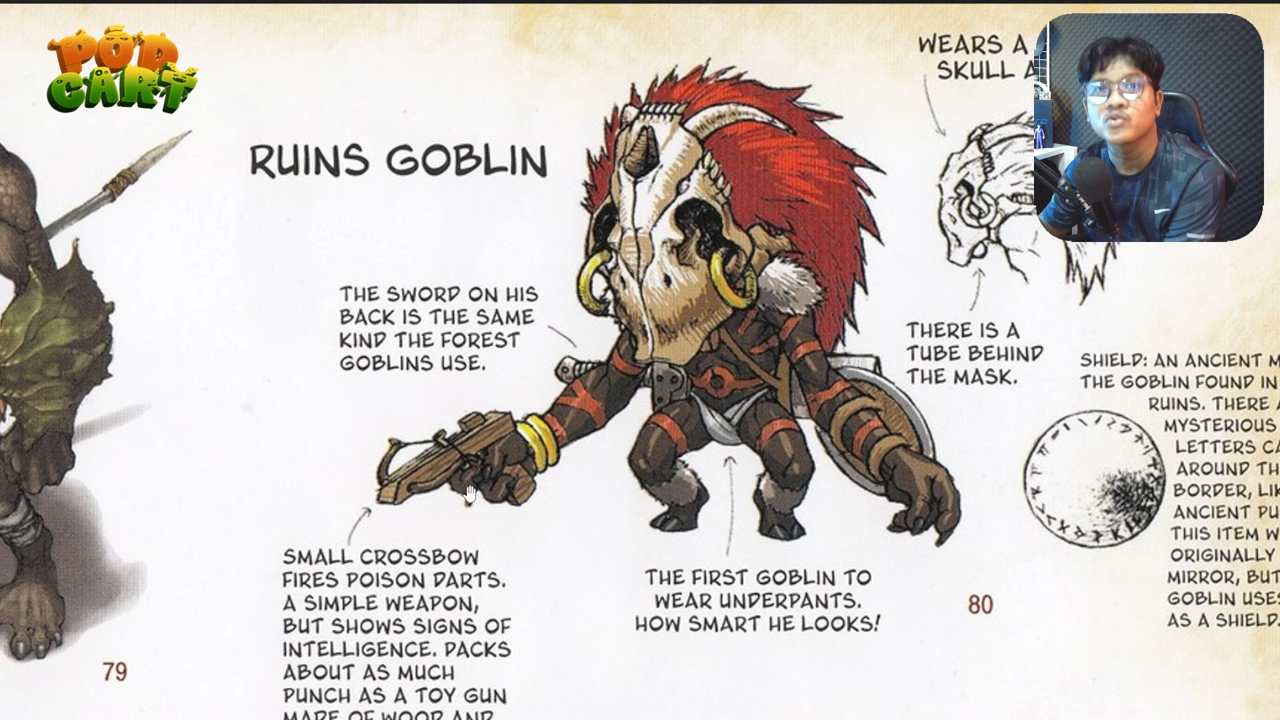 POD
CART
WEARS A
SKULL
RUINS GOBLIN
THE SWORD ON HIS
BACK IS THE SAME
KIND THE FOREST
GOBLINS USE.
THERE IS A
TUBE BEHIND
THE MASK.
SHIELD: AN ANCIENT
THE GOBLIN FOUND IN
RUINS. THERE
MYSTERIOUS
LETTERS
AROUND
BORDER,
ANCIENT
THIS ITEM
ORIGINALLY
MIRROR, BUT
GOBLIN USES
AS A SHIELD.
SMALL CROSSBOW
FIRES POISON DARTS.
A SIMPLE WEAPON,
BUT SHOWS SIGNS OF
INTELLIGENCE. PACKS
ABOUT AS MUCH
PUNCH AS A TOY GUN
MADE OF WOOD AND
THE FIRST GOBLIN TO
WEAR UNDERPANTS.
HOW SMART HE LOOKS!
80
79